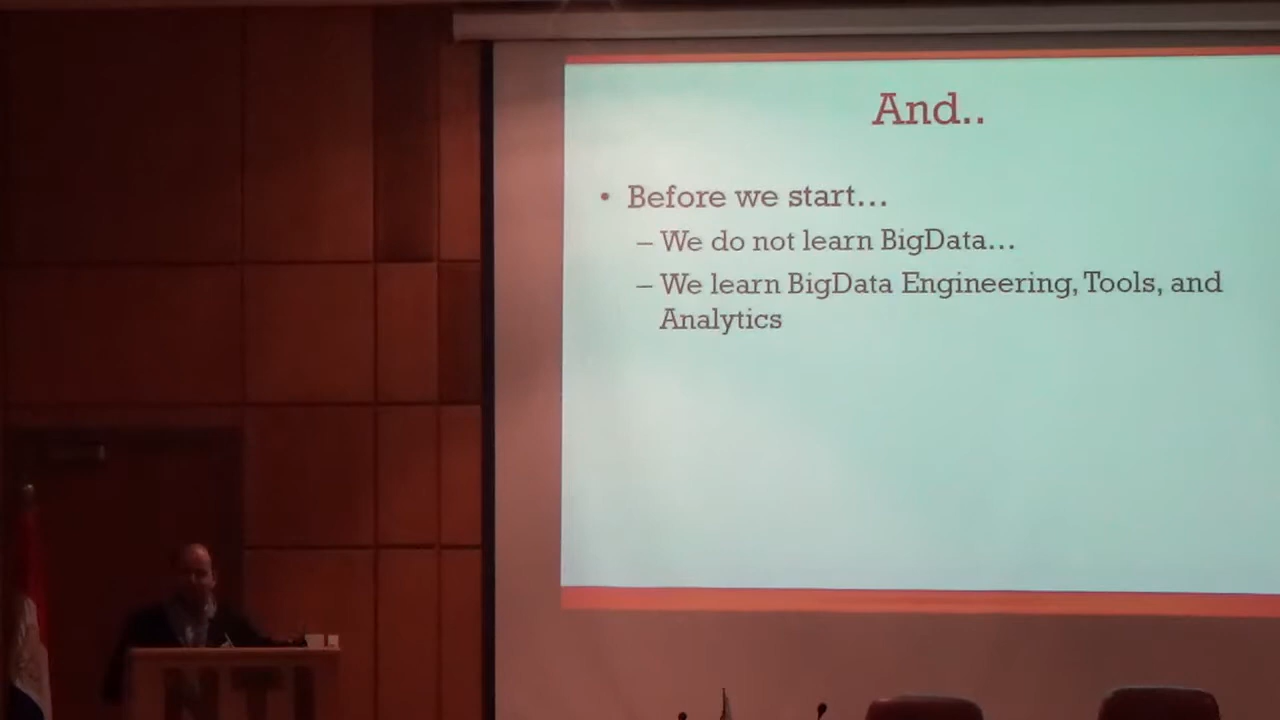 And..
• Before we start...
– We do not learn BigData...
– We learn BigData Engineering, Tools, and
Analytics